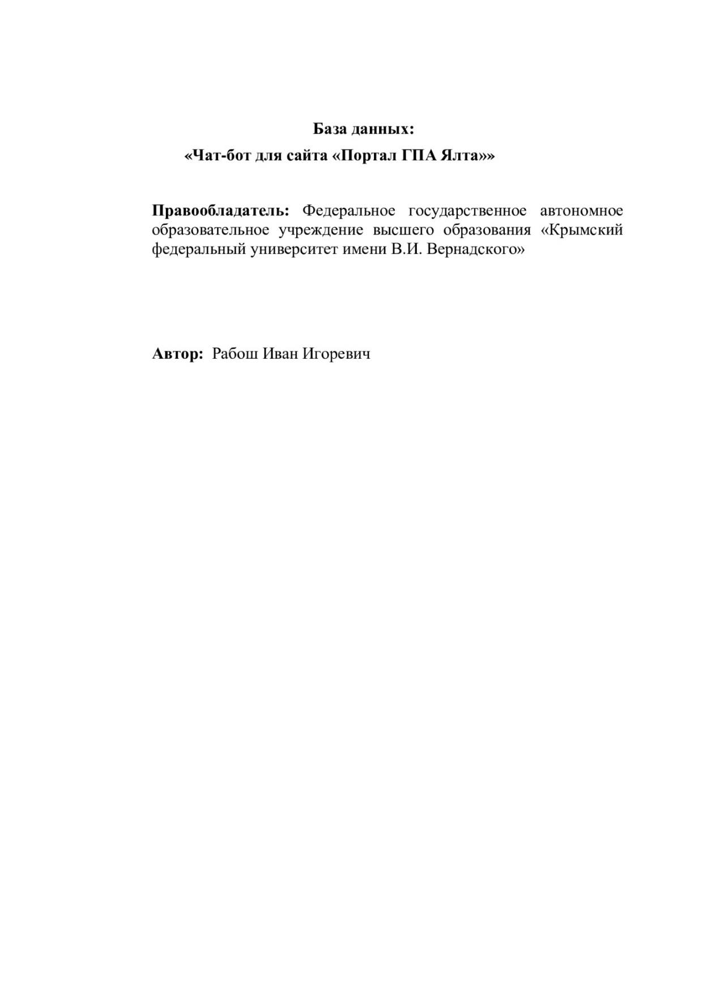 База данных:
«Чат-бот для сайта «Портал ГПА Ялта»»
Правообладатель: Федеральное государственное автономное
образовательное учреждение высшего образования «Крымский
федеральный университет имени В.И. Вернадского»
Автор: Рабош Иван Игоревич